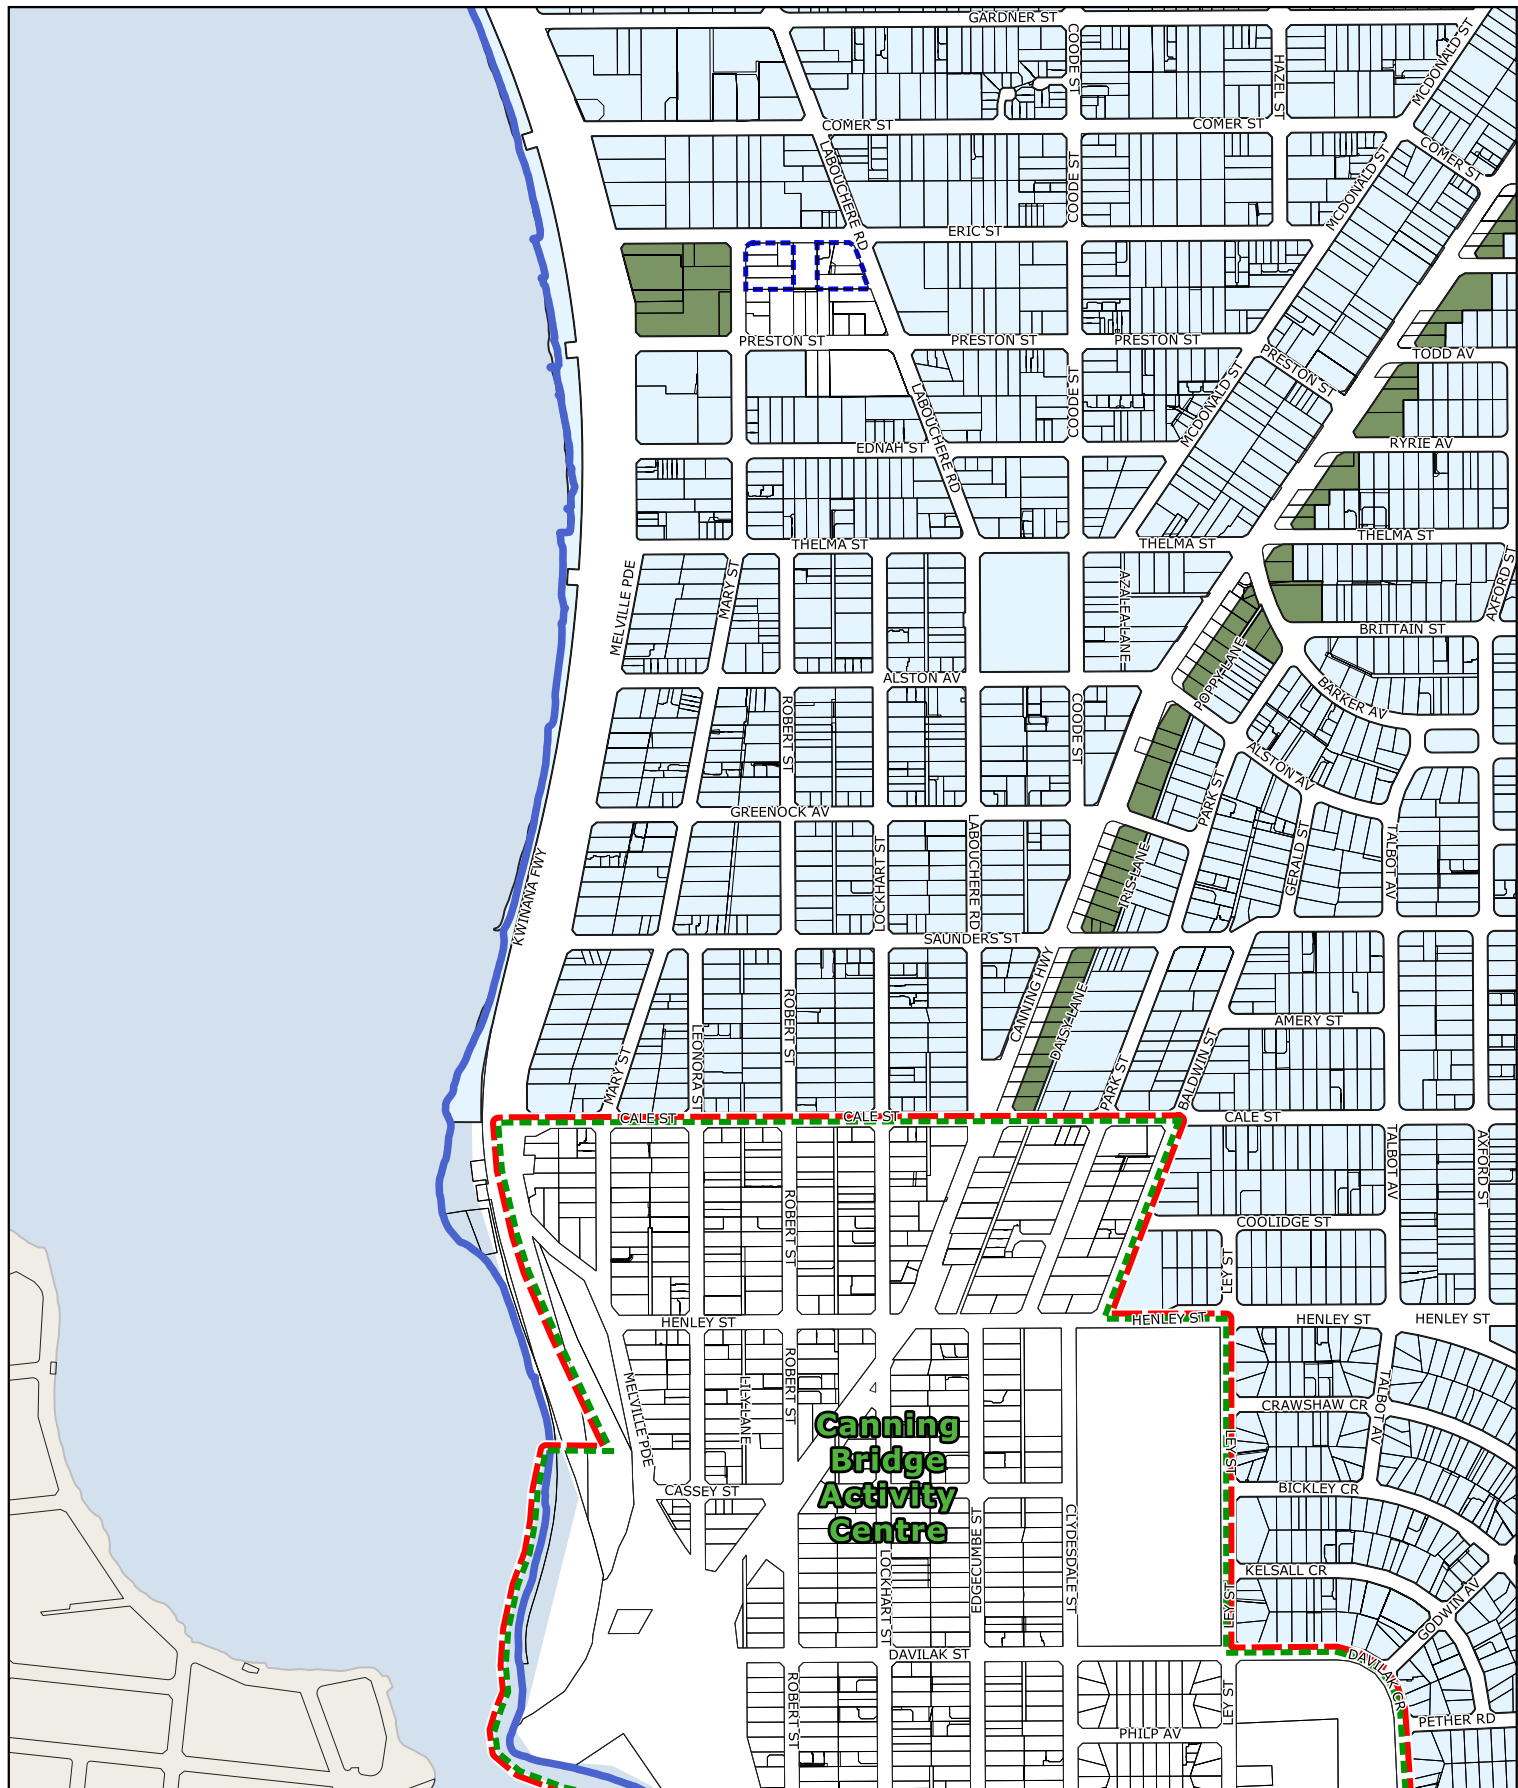 GARDNER ST
COODE ST
HAZEL ST
MCDONALD ST
COMER ST
COMER ST
COMER ST
LABOUCHERE RD
COODE ST
MCDONALD ST
ERIC ST
PRESTON ST
PRESTON ST
PRESTON ST
PRESTON ST
TODD AV
COODE ST
MCDONALD ST
LABOUCHERE RD
EDNAH ST
RYRIE AV
THELMA ST
THELMA ST
THELMA ST
MELVILLE PDE
MARY ST
AZALEA LANE
AXFORD ST
BRITTAIN ST
POPPY LANE
ALSTON AV
BARKER AV
ROBERT ST
COODE ST
ALSTON AV
PARK ST
GREENOCK AV
KWINANA FWY
LOCKHART ST
LABOUCHERE RD
IRIS LANE
GERALD ST
TALBOT AV
SAUNDERS ST
CANNING HWY
DAISY LANE
ROBERT ST
LEONORA ST
MARY ST
PARK ST
BALDWIN ST
AMERY ST
CALE ST
CALE ST
CALE ST
TALBOT AV
AXFORD ST
ROBERT ST
COOLIDGE ST
LEY ST
HENLEY ST
HENLEY ST
HENLEY ST
HENLEY ST
MELVILLE PDE
LILY LANE
ROBERT ST
TALBOT AV
CRAWSHAW CR
LEY ST
Canning
Bridge
Activity
Centre
CASSEY ST
BICKLEY CR
LOCKHART ST
EDGECUMBE ST
CLYDESDALE ST
KELSALL CR
LEY ST
GODWIN AV
DAVILAK ST
DAVILAK CR
ROBERT ST
LEY ST
PHILP AV
PETHER RD